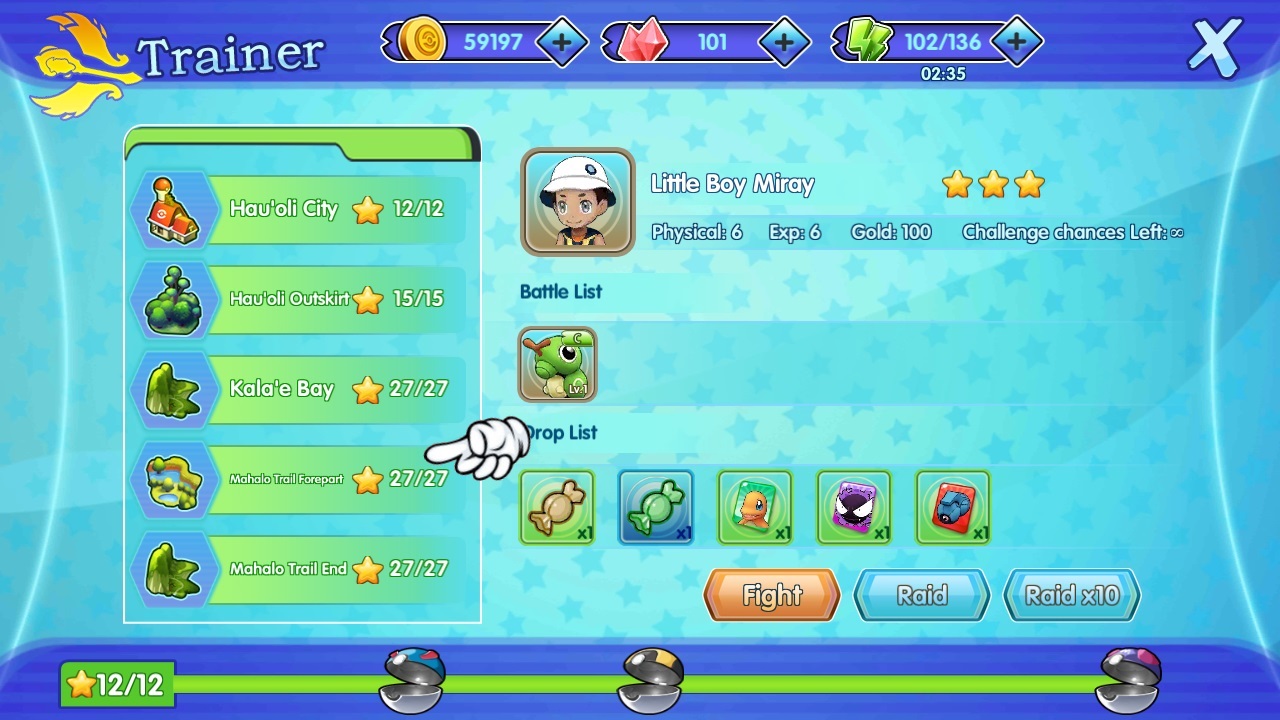 Trainer
59197
101
102/136
02:35
Hau'oli City 12/12
Hau'oli Outskirt 15/15
Kala'e Bay 27/27
Mahalo Trail Forepart 27/27
Mahalo Trail End 27/27
Little Boy Miray
Physical: 6 Exp: 6 Gold: 100 Challenge chances Left: ∞
Battle List
C
Lv.1
Drop List
x1 x1 x1 x1 x1
Fight Raid Raid x10
12/12